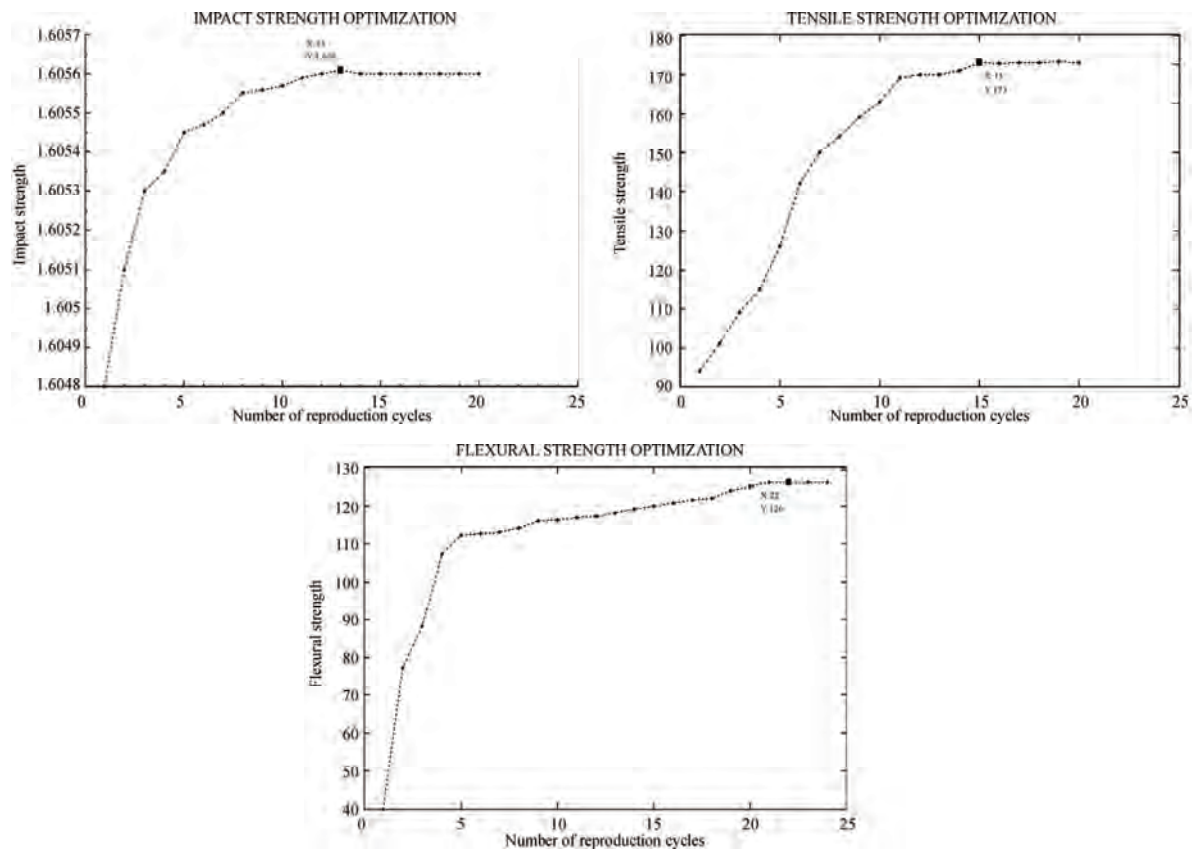 IMPACT STRENGTH OPTIMIZATION
1.6057
1.6056
1.6055
1.6054
1.6053
1.6052
1.6051
1.605
1.6049
1.6048
Impact strength
0 5 10 15 20 25
Number of reproduction cycles
TENSILE STRENGTH OPTIMIZATION
180
170
160
150
140
130
120
110
100
90
Tensile strength
X: 15
Y: 173
0 5 10 15 20 25
Number of reproduction cycles
FLEXURAL STRENGTH OPTIMIZATION
130
120
110
100
90
80
70
60
50
40
Flexural strength
X:22
Y:126
0 5 10 15 20 25
Number of reproduction cycles